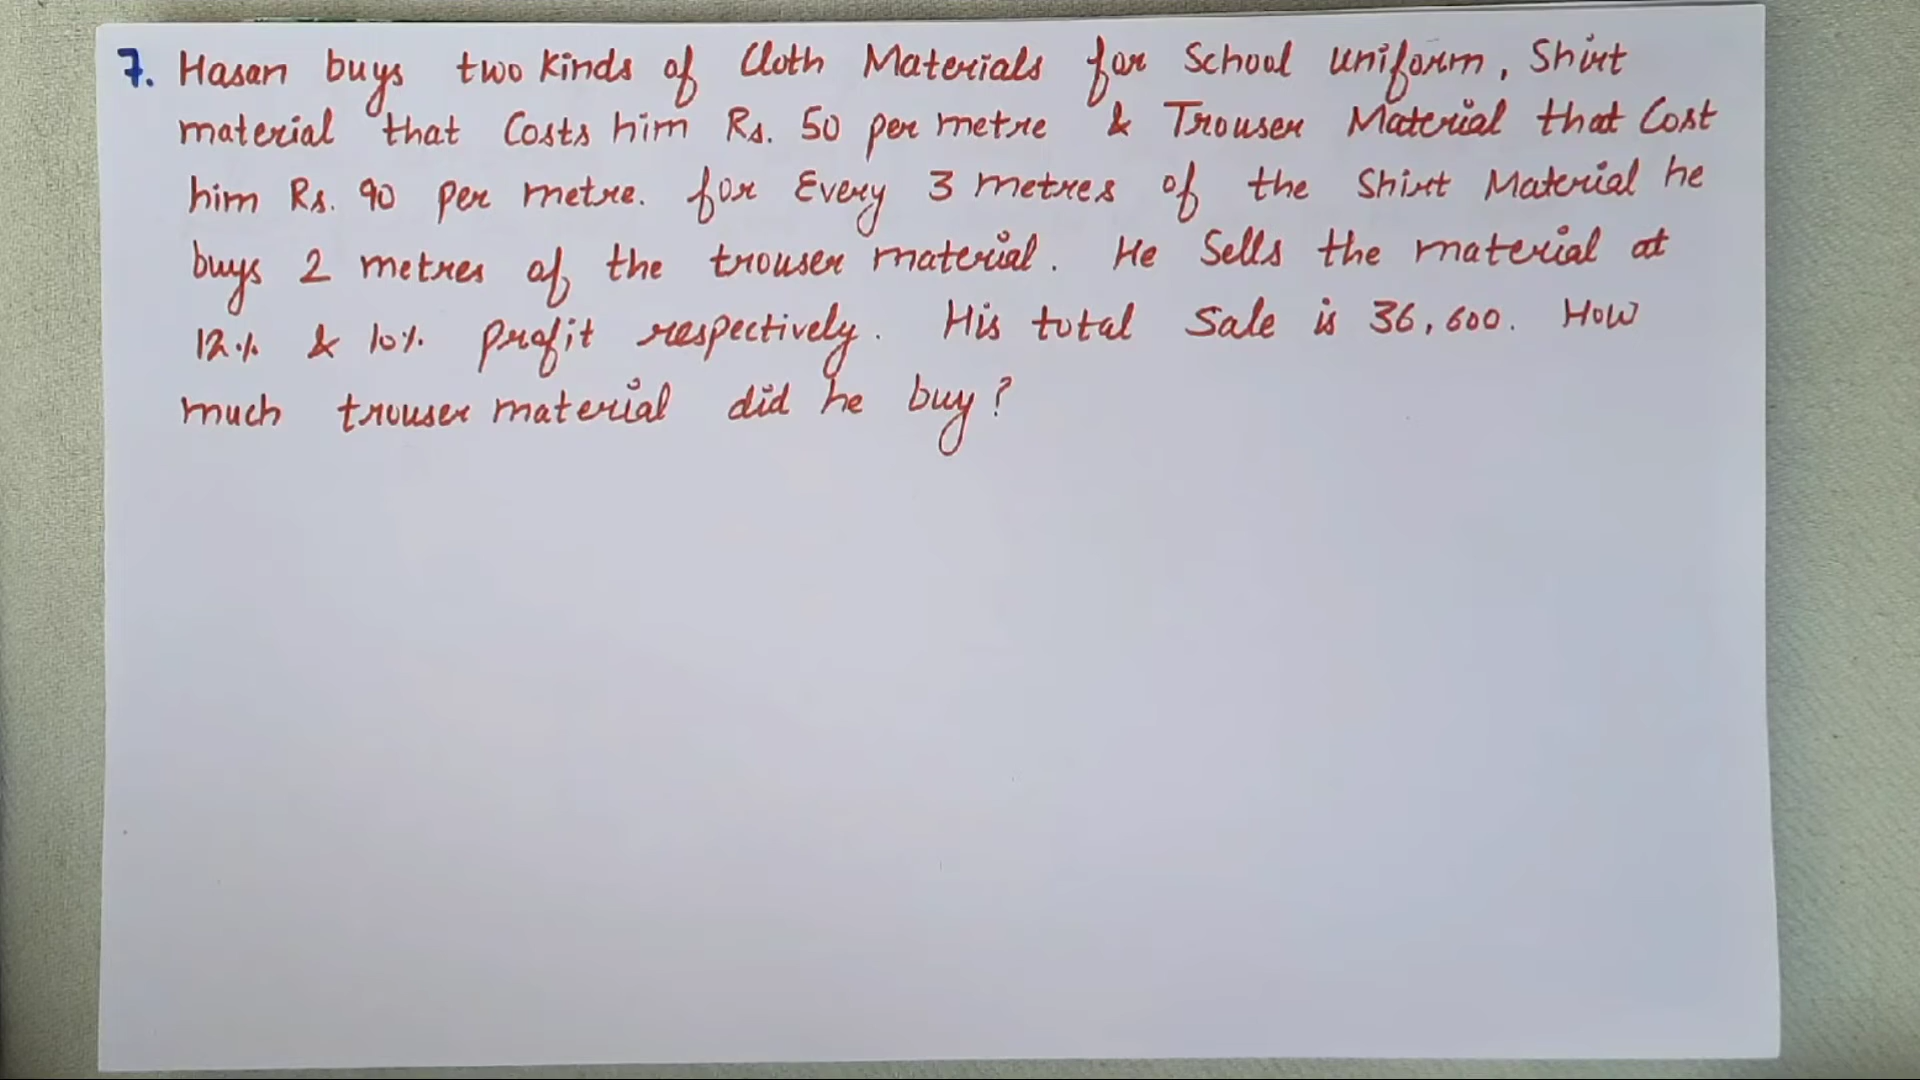 7. Hasan buys two kinds of Cloth Materials for School uniform, Shirt
material that Costs him Rs. 50 per metre & Trouser Material that Cost
him Rs. 90 per metre. for Every 3 metres of the Shirt Material he
buys 2 metres of the trouser material. He Sells the material at
12% & 10% profit respectively. His total Sale is 36,600. How
much trouser material did he buy?